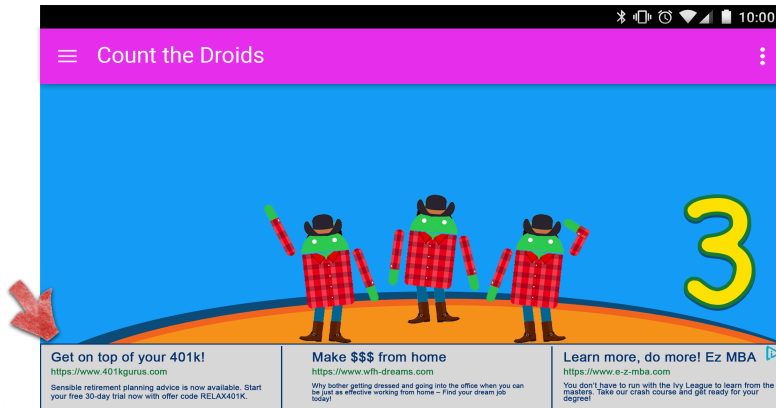 10:00
Count the Droids
3
Get on top of your 401k!
https://www.401kgurus.com
Sensible retirement planning advice is now available. Start
your free 30-day trial now with offer code RELAX401K.
Make $$$ from home
https://www.wfh-dreams.com
Why bother getting dressed and going into the office when you can
be just as effective working from home – Find your dream job
today!
Learn more, do more! Ez MBA
https://www.e-z-mba.com
You don't have to run with the Ivy League to learn from the
masters. Take our crash course and get ready for your
degree!